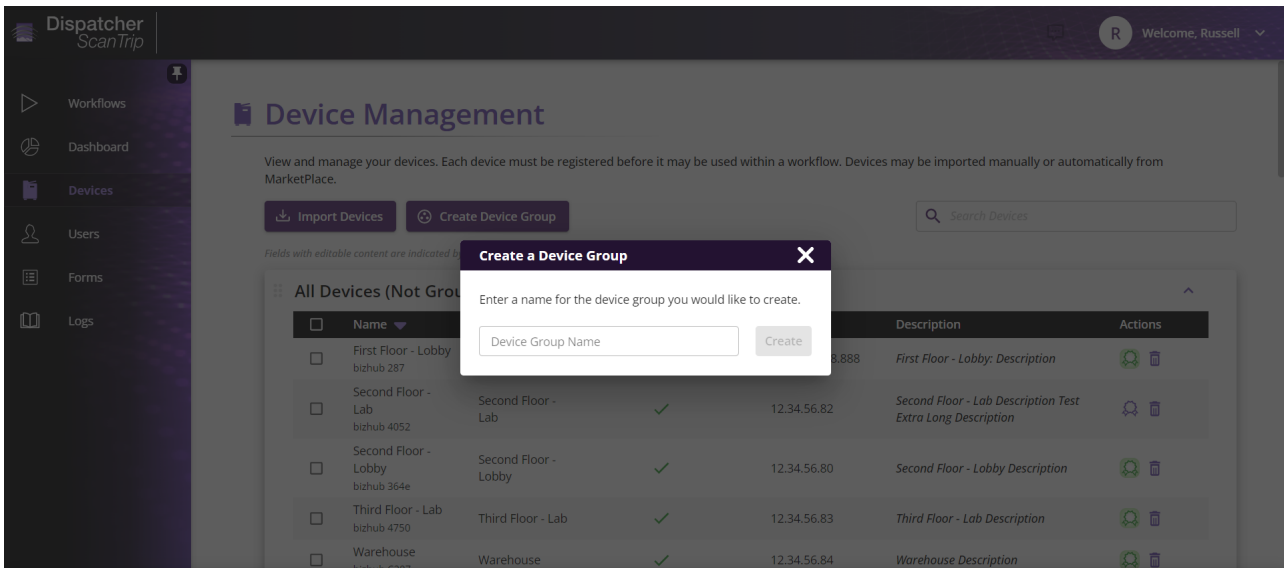 Dispatcher
ScanTrip
R Welcome, Russell
Workflows
Dashboard
Devices
Users
Forms
Logs
Device Management
View and manage your devices. Each device must be registered before it may be used within a workflow. Devices may be imported manually or automatically from
MarketPlace.
Import Devices
Create Device Group
Search Devices
Fields with editable content are indicated by
Create a Device Group
Enter a name for the device group you would like to create.
Device Group Name
Create
All Devices (Not Grou
Name
Description
Actions
First Floor - Lobby
bizhub 287
8.888
First Floor - Lobby: Description
Second Floor -
Lab
bizhub 4052
Second Floor -
Lab
12.34.56.82
Second Floor - Lab Description Test
Extra Long Description
Second Floor -
Lobby
bizhub 364e
Second Floor -
Lobby
12.34.56.80
Second Floor - Lobby Description
Third Floor - Lab
bizhub 4750
Third Floor - Lab
12.34.56.83
Third Floor - Lab Description
Warehouse
Warehouse
12.34.56.84
Warehouse Description